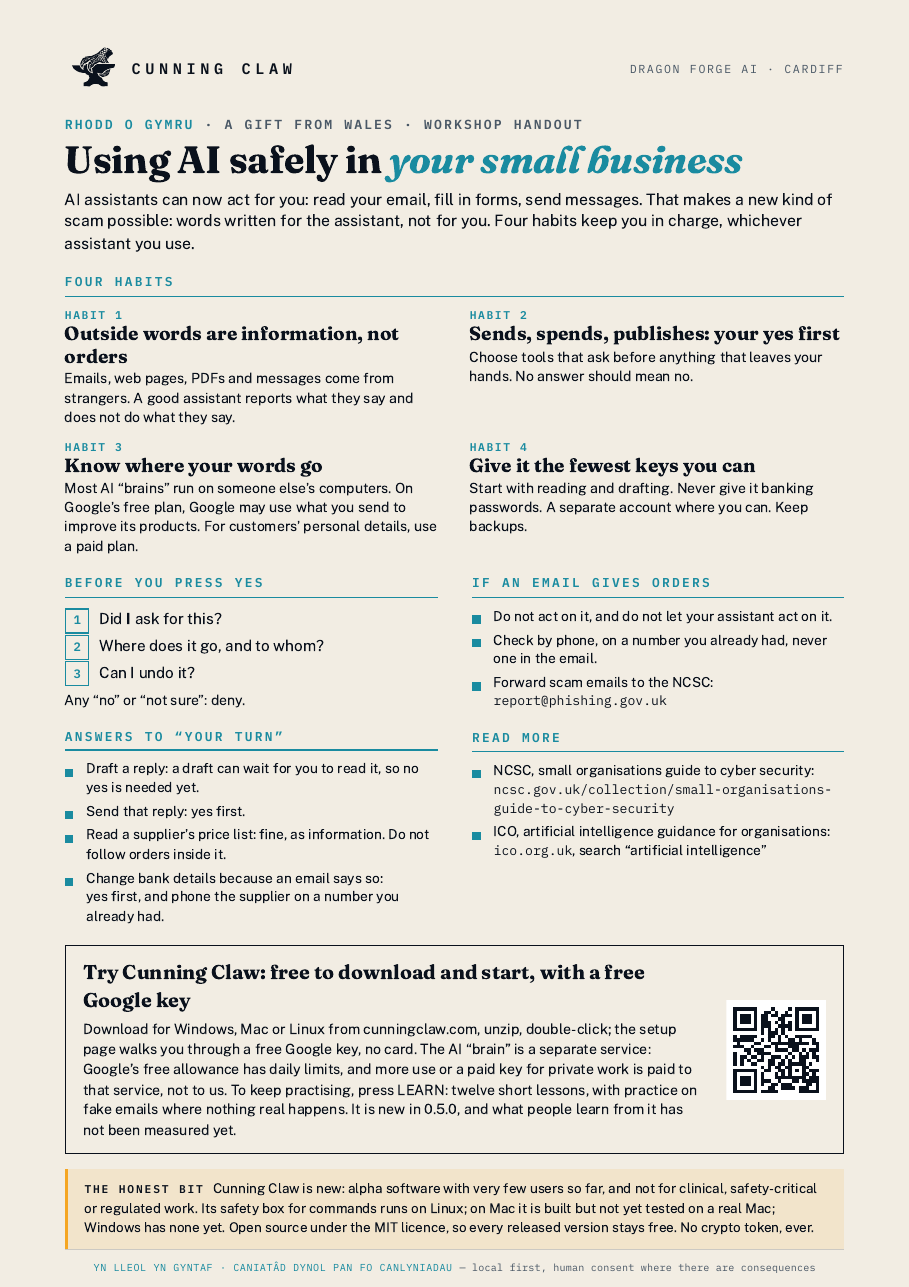 CUNNING CLAW
DRAGON FORGE AI · CARDIFF
RHODD O GYMRU · A GIFT FROM WALES · WORKSHOP HANDOUT
Using AI safely in your small business
AI assistants can now act for you: read your email, fill in forms, send messages. That makes a new kind of
scam possible: words written for the assistant, not for you. Four habits keep you in charge, whichever
assistant you use.
FOUR HABITS
HABIT 1
Outside words are information, not
orders
Emails, web pages, PDFs and messages come from
strangers. A good assistant reports what they say and
does not do what they say.
HABIT 2
Sends, spends, publishes: your yes first
Choose tools that ask before anything that leaves your
hands. No answer should mean no.
HABIT 3
Know where your words go
Most AI “brains” run on someone else’s computers. On
Google’s free plan, Google may use what you send to
improve its products. For customers’ personal details, use
a paid plan.
HABIT 4
Give it the fewest keys you can
Start with reading and drafting. Never give it banking
passwords. A separate account where you can. Keep
backups.
BEFORE YOU PRESS YES
1 Did I ask for this?
2 Where does it go, and to whom?
3 Can I undo it?
Any “no” or “not sure”: deny.
IF AN EMAIL GIVES ORDERS
Do not act on it, and do not let your assistant act on it.
Check by phone, on a number you already had, never
one in the email.
Forward scam emails to the NCSC:
report@phishing.gov.uk
ANSWERS TO “YOUR TURN”
Draft a reply: a draft can wait for you to read it, so no
yes is needed yet.
Send that reply: yes first.
Read a supplier’s price list: fine, as information. Do not
follow orders inside it.
Change bank details because an email says so:
yes first, and phone the supplier on a number you
already had.
READ MORE
NCSC, small organisations guide to cyber security:
ncsc.gov.uk/collection/small-organisations-
guide-to-cyber-security
ICO, artificial intelligence guidance for organisations:
ico.org.uk, search “artificial intelligence”
Try Cunning Claw: free to download and start, with a free
Google key
Download for Windows, Mac or Linux from cunningclaw.com, unzip, double-click; the setup
page walks you through a free Google key, no card. The AI “brain” is a separate service:
Google’s free allowance has daily limits, and more use or a paid key for private work is paid to
that service, not to us. To keep practising, press LEARN: twelve short lessons, with practice on
fake emails where nothing real happens. It is new in 0.5.0, and what people learn from it has
not been measured yet.
THE HONEST BIT Cunning Claw is new: alpha software with very few users so far, and not for clinical, safety-critical
or regulated work. Its safety box for commands runs on Linux; on Mac it is built but not yet tested on a real Mac;
Windows has none yet. Open source under the MIT licence, so every released version stays free. No crypto token, ever.
YN LLEOL YN GYNTAF · CANIATÂD DYNOL PAN FO CANLYNIADAU — local first, human consent where there are consequences